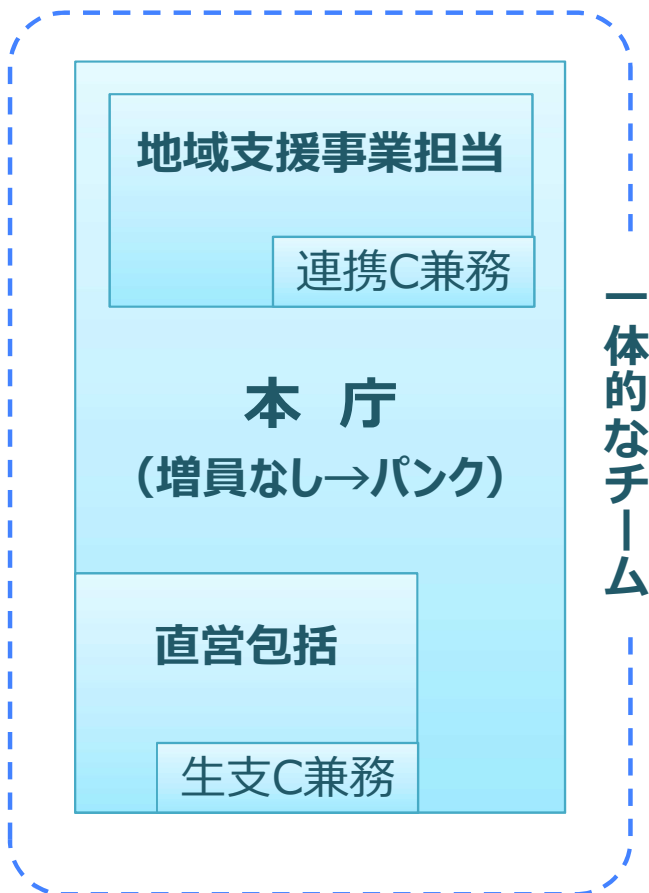 地域支援事業担当
連携C兼務
本 庁
（増員なし→パンク）
直営包括
生支C兼務
一体的なチーム